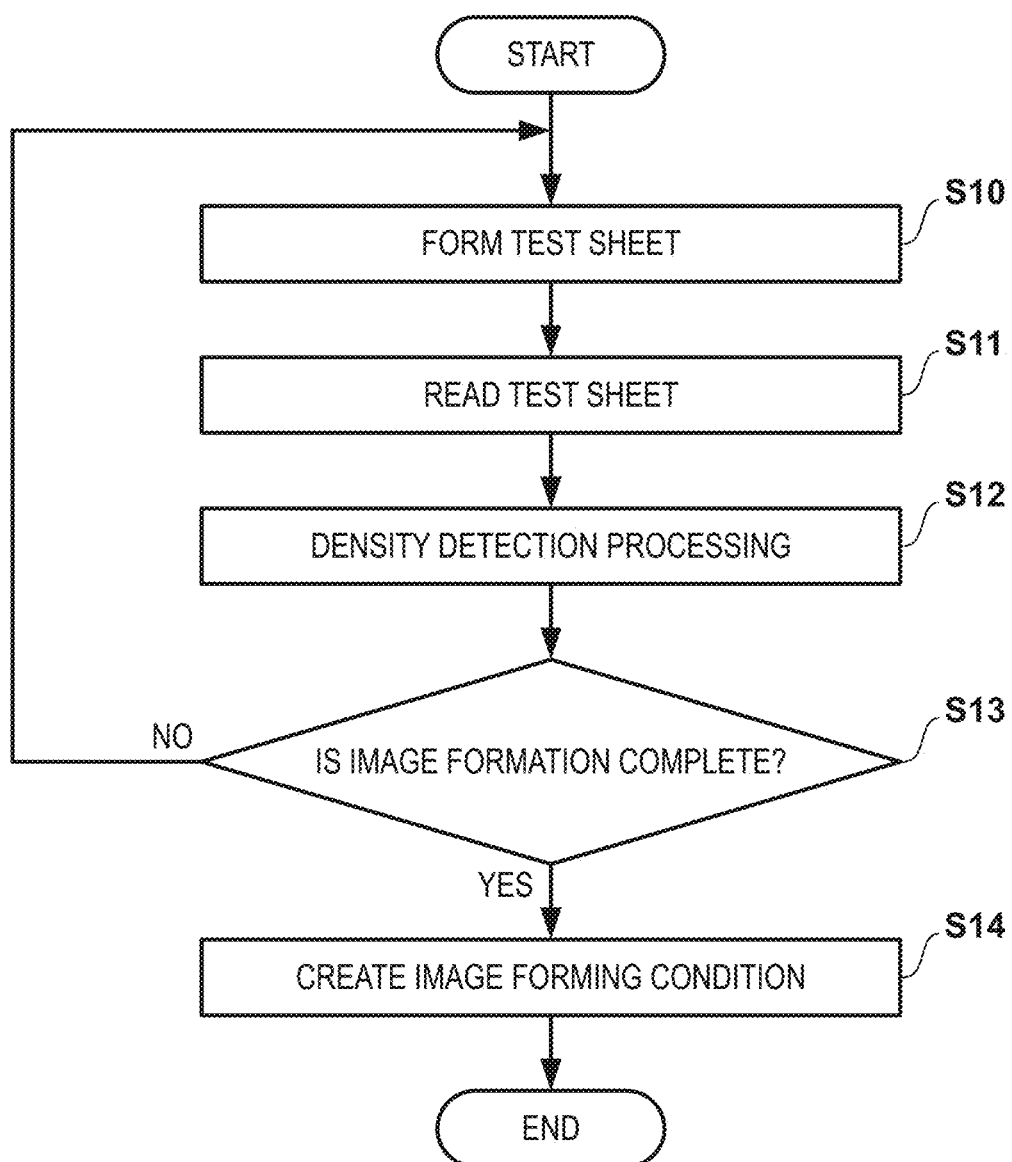 START
S10
FORM TEST SHEET
S11
READ TEST SHEET
S12
DENSITY DETECTION PROCESSING
S13
NO
IS IMAGE FORMATION COMPLETE?
YES
S14
CREATE IMAGE FORMING CONDITION
END